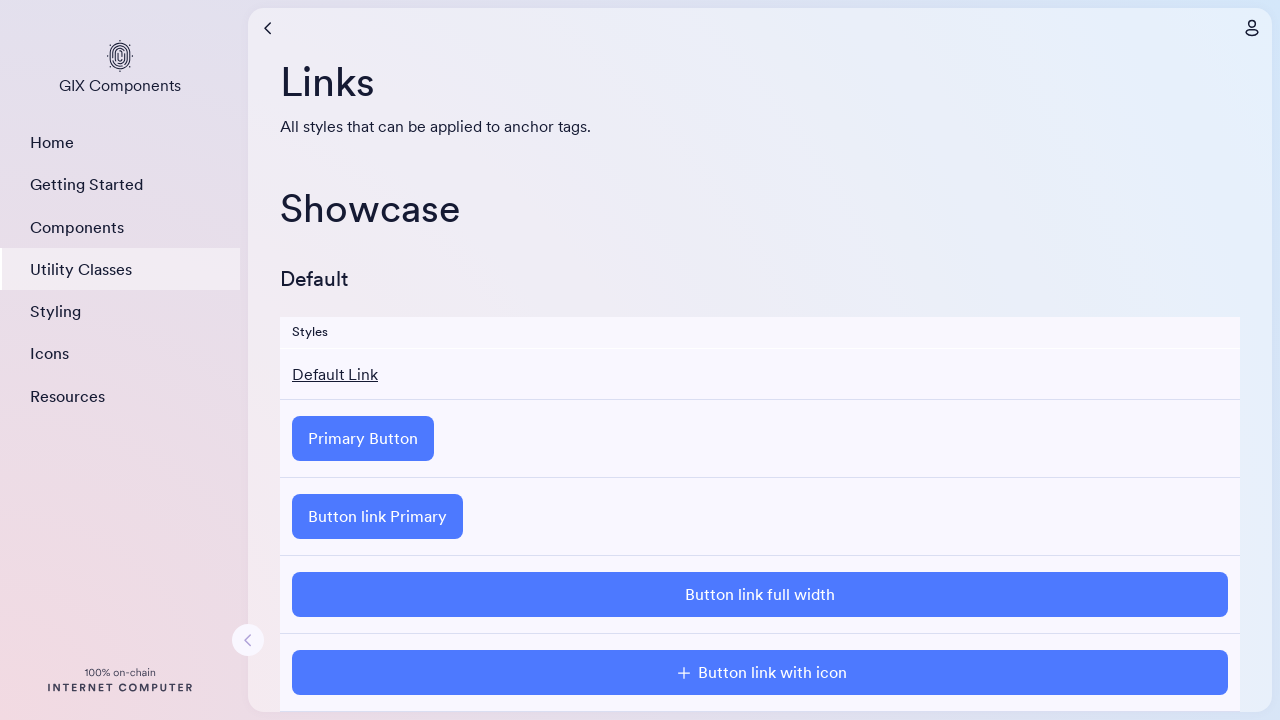 GIX Components
Home
Getting Started
Components
Utility Classes
Styling
Icons
Resources
100% on-chain
INTERNET COMPUTER
Links
All styles that can be applied to anchor tags.
Showcase
Default
Styles
Default Link
Primary Button
Button link Primary
Button link full width
Button link with icon